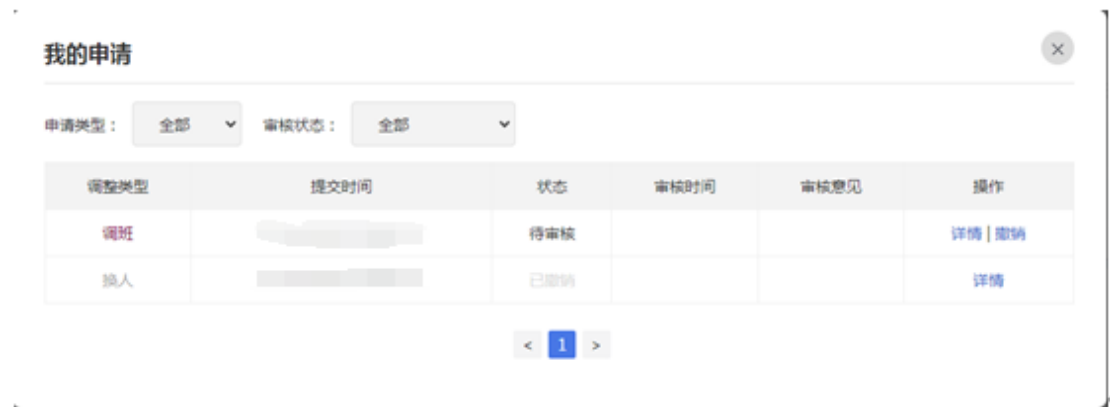 我的申请
×
申请类型： 全部 审核状态： 全部
调整类型 提交时间 状态 审核时间 审核意见 操作
调班 待审核 详情 | 撤销
换人 已撤销 详情
< 1 >